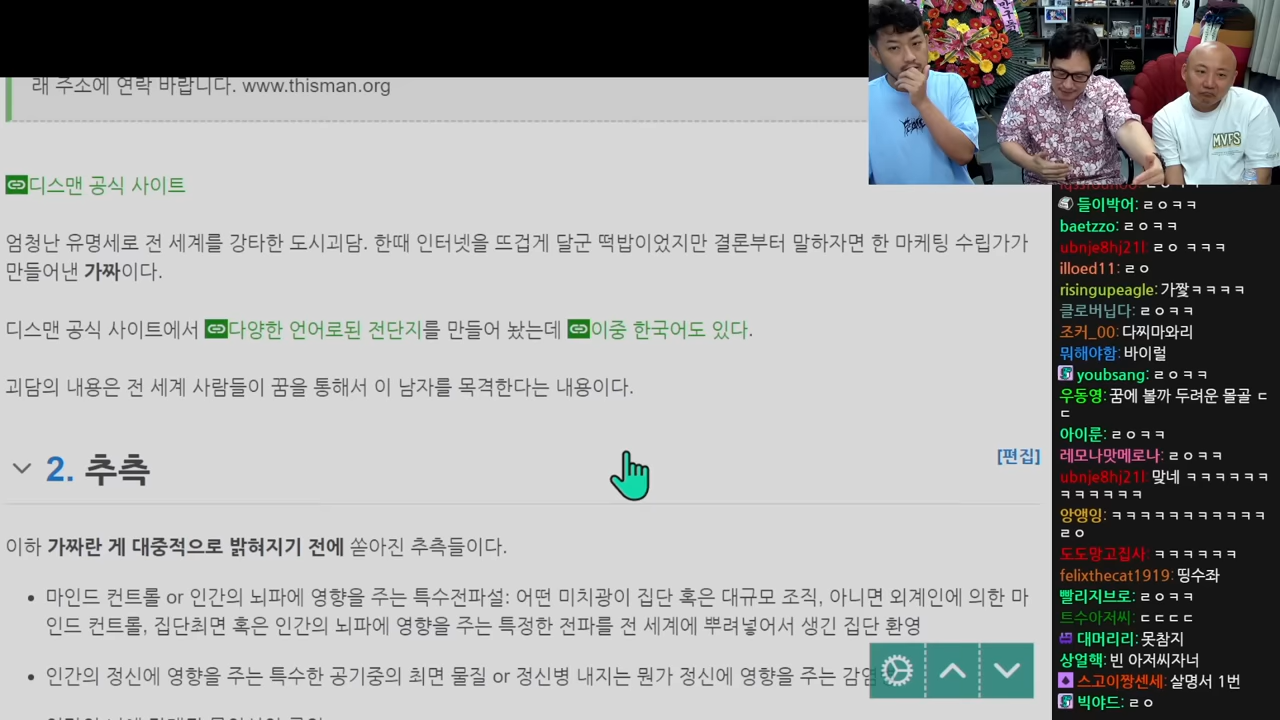 래 주소에 연락 바랍니다. www.thisman.org
디스맨 공식 사이트
엄청난 유명세로 전 세계를 강타한 도시괴담. 한때 인터넷을 뜨겁게 달군 떡밥이었지만 결론부터 말하자면 한 마케팅 수립가가
만들어낸 가짜이다.
디스맨 공식 사이트에서 다양한 언어로된 전단지를 만들어 놨는데 이중 한국어도 있다.
괴담의 내용은 전 세계 사람들이 꿈을 통해서 이 남자를 목격한다는 내용이다.
2. 추측
[편집]
이하 가짜란 게 대중적으로 밝혀지기 전에 쏟아진 추측들이다.
• 마인드 컨트롤 or 인간의 뇌파에 영향을 주는 특수전파설: 어떤 미치광이 집단 혹은 대규모 조직, 아니면 외계인에 의한 마
인드 컨트롤, 집단최면 혹은 인간의 뇌파에 영향을 주는 특정한 전파를 전 세계에 뿌려넣어서 생긴 집단 환영
• 인간의 정신에 영향을 주는 특수한 공기중의 최면 물질 or 정신병 내지는 뭔가 정신에 영향을 주는 감염
MVPS
들이박어: ㄹㅇㅋㅋ
baetzzo: ㄹㅇㅋㅋ
ubnje8hj21l: ㄹㅇ ㅋㅋㅋ
illoed11: ㄹㅇ
risingupeagle: 가짫ㅋㅋㅋㅋ
클로버닙다: ㄹㅇㅋㅋ
조커_00: 다찌마와리
뭐해야함: 바이럴
youbsang: ㄹㅇㅋㅋ
우동영: 꿈에 볼까 두려운 몰골 ㄷ
ㄷ
아이룬: ㄹㅇㅋㅋ
레모나맛메로나: ㄹㅇㅋㅋ
ubnje8hj21l: 맞네 ㅋㅋㅋㅋㅋㅋ
ㅋㅋㅋㅋㅋㅋ
앙앵잉: ㅋㅋㅋㅋㅋㅋㅋㅋㅋㅋㅋ
ㄹㅇ
도도망고집사: ㅋㅋㅋㅋㅋㅋ
felixthecat1919: 띵수좌
빨리지브로: ㄹㅇㅋㅋ
트수아저씨: ㄷㄷㄷㄷ
대머리리: 못참지
상얼핵: 빈 아저씨자너
스고이짱센세: 살명서 1번
빅야드: ㄹㅇ